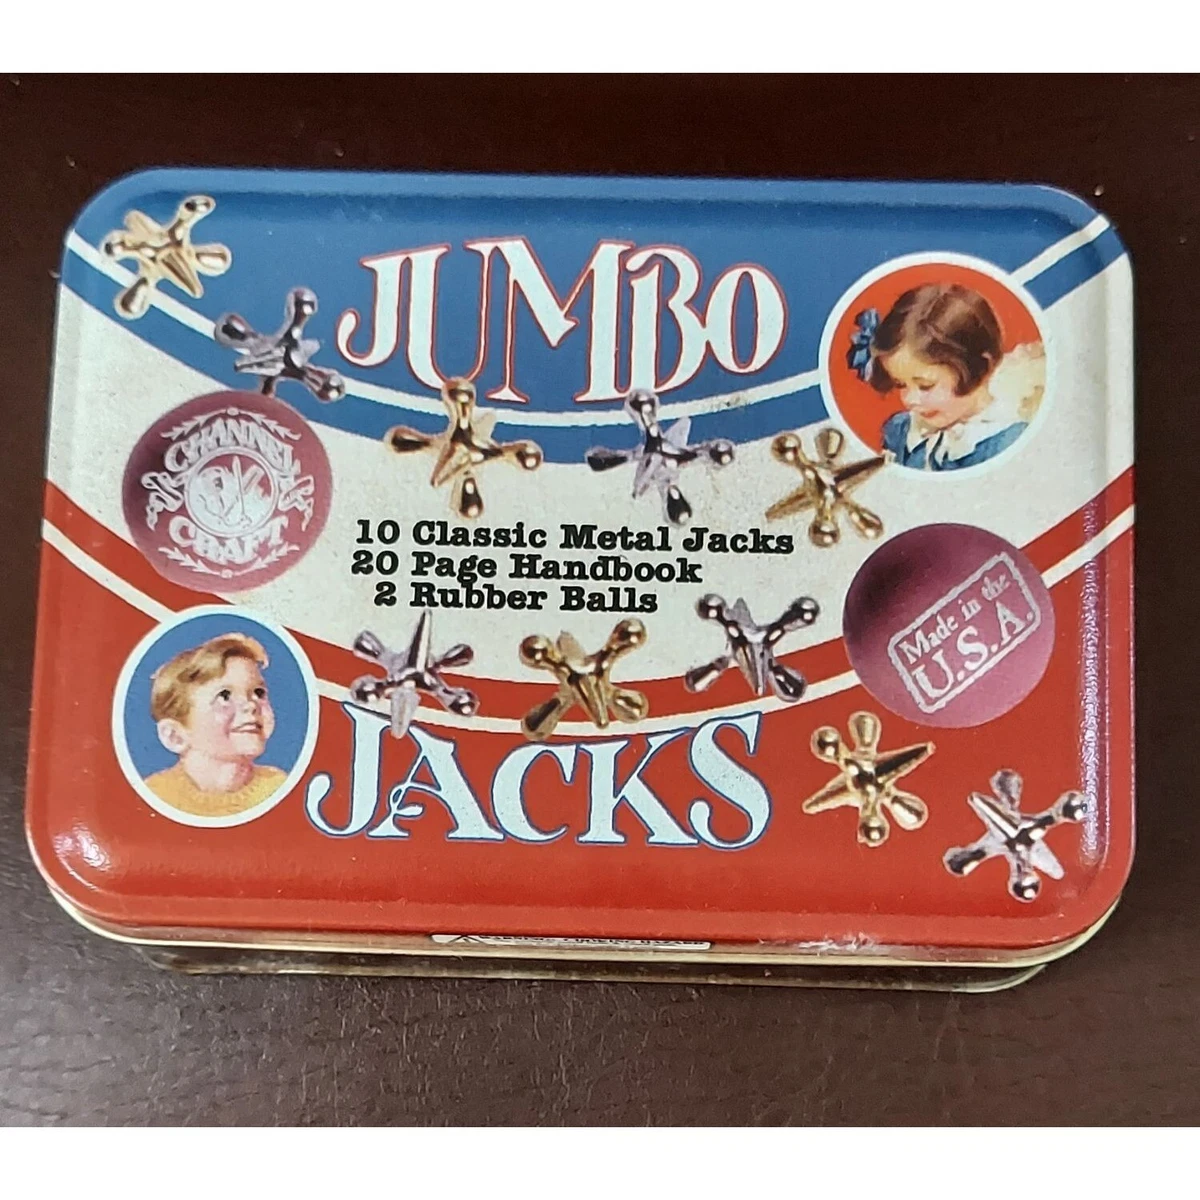 JUMBO
CHANNEL
CRAFT
10 Classic Metal Jacks
20 Page Handbook
2 Rubber Balls
Made in the
U.S.A.
JACKS